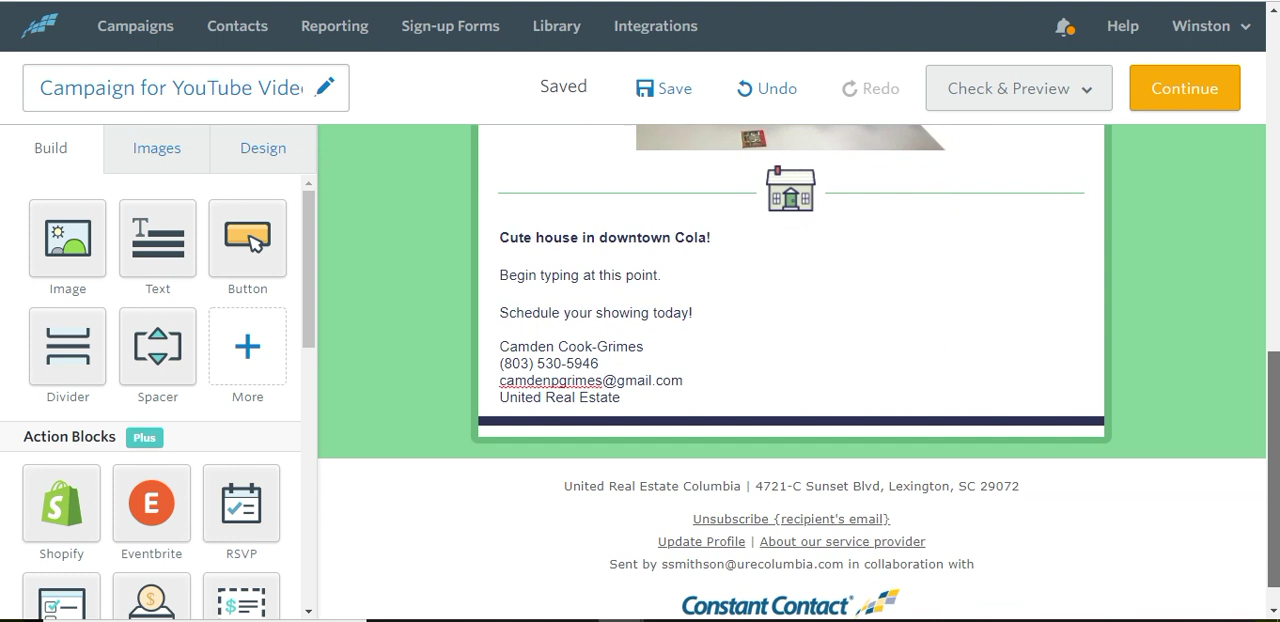 Campaigns Contacts Reporting Sign-up Forms Library Integrations Help Winston
Campaign for YouTube Vide Saved Save Undo Redo Check & Preview Continue
Build Images Design
Image Text Button
Divider Spacer More
Action Blocks Plus
Shopify Eventbrite RSVP
Cute house in downtown Cola!
Begin typing at this point.
Schedule your showing today!
Camden Cook-Grimes
(803) 530-5946
camdenpgrimes@gmail.com
United Real Estate
United Real Estate Columbia | 4721-C Sunset Blvd, Lexington, SC 29072
Unsubscribe {recipient's email}
Update Profile | About our service provider
Sent by ssmithson@urecolumbia.com in collaboration with
Constant Contact